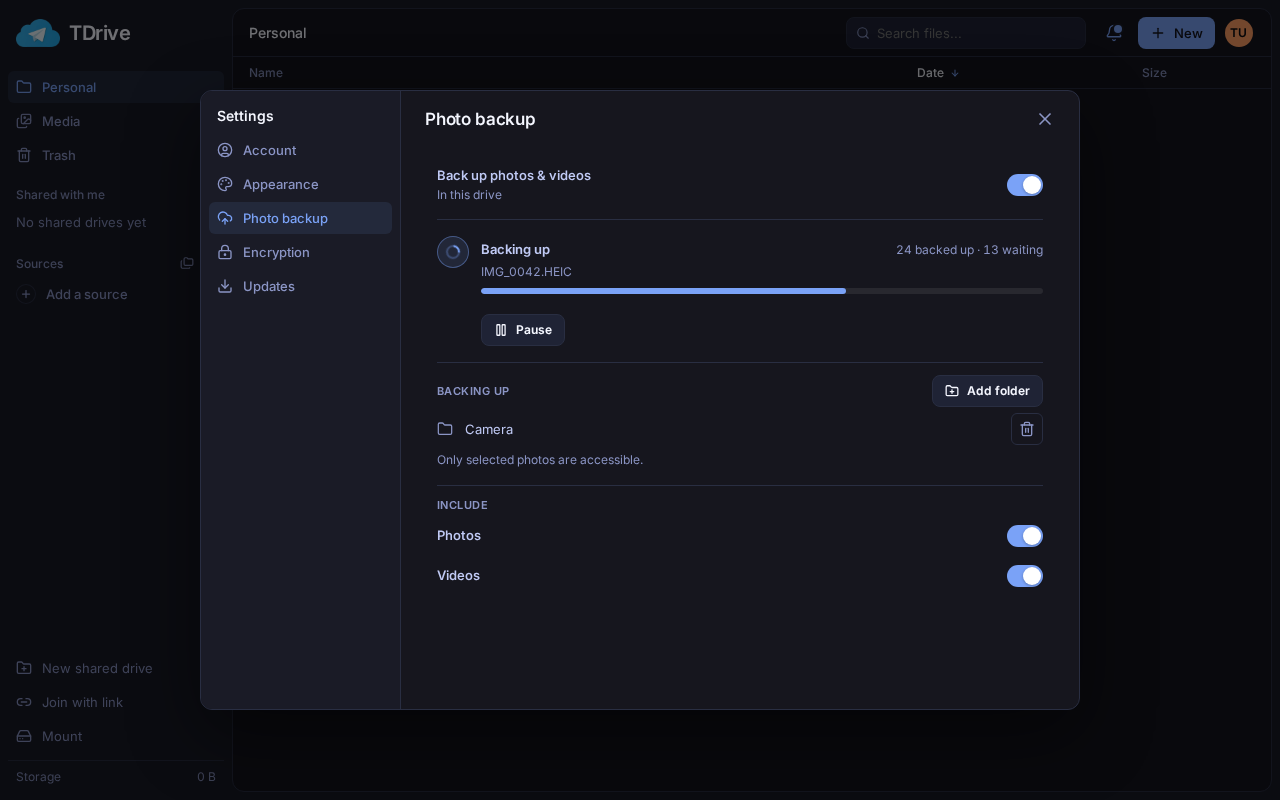 TDrive
Personal
Media
Trash
Shared with me
No shared drives yet
Sources
Add a source
New shared drive
Join with link
Mount
Storage 0 B
Personal
Search files...
New
TU
Name Date Size
Settings
Account
Appearance
Photo backup
Encryption
Updates
Photo backup
Back up photos & videos
In this drive
Backing up 24 backed up · 13 waiting
IMG_0042.HEIC
Pause
BACKING UP Add folder
Camera
Only selected photos are accessible.
INCLUDE
Photos
Videos